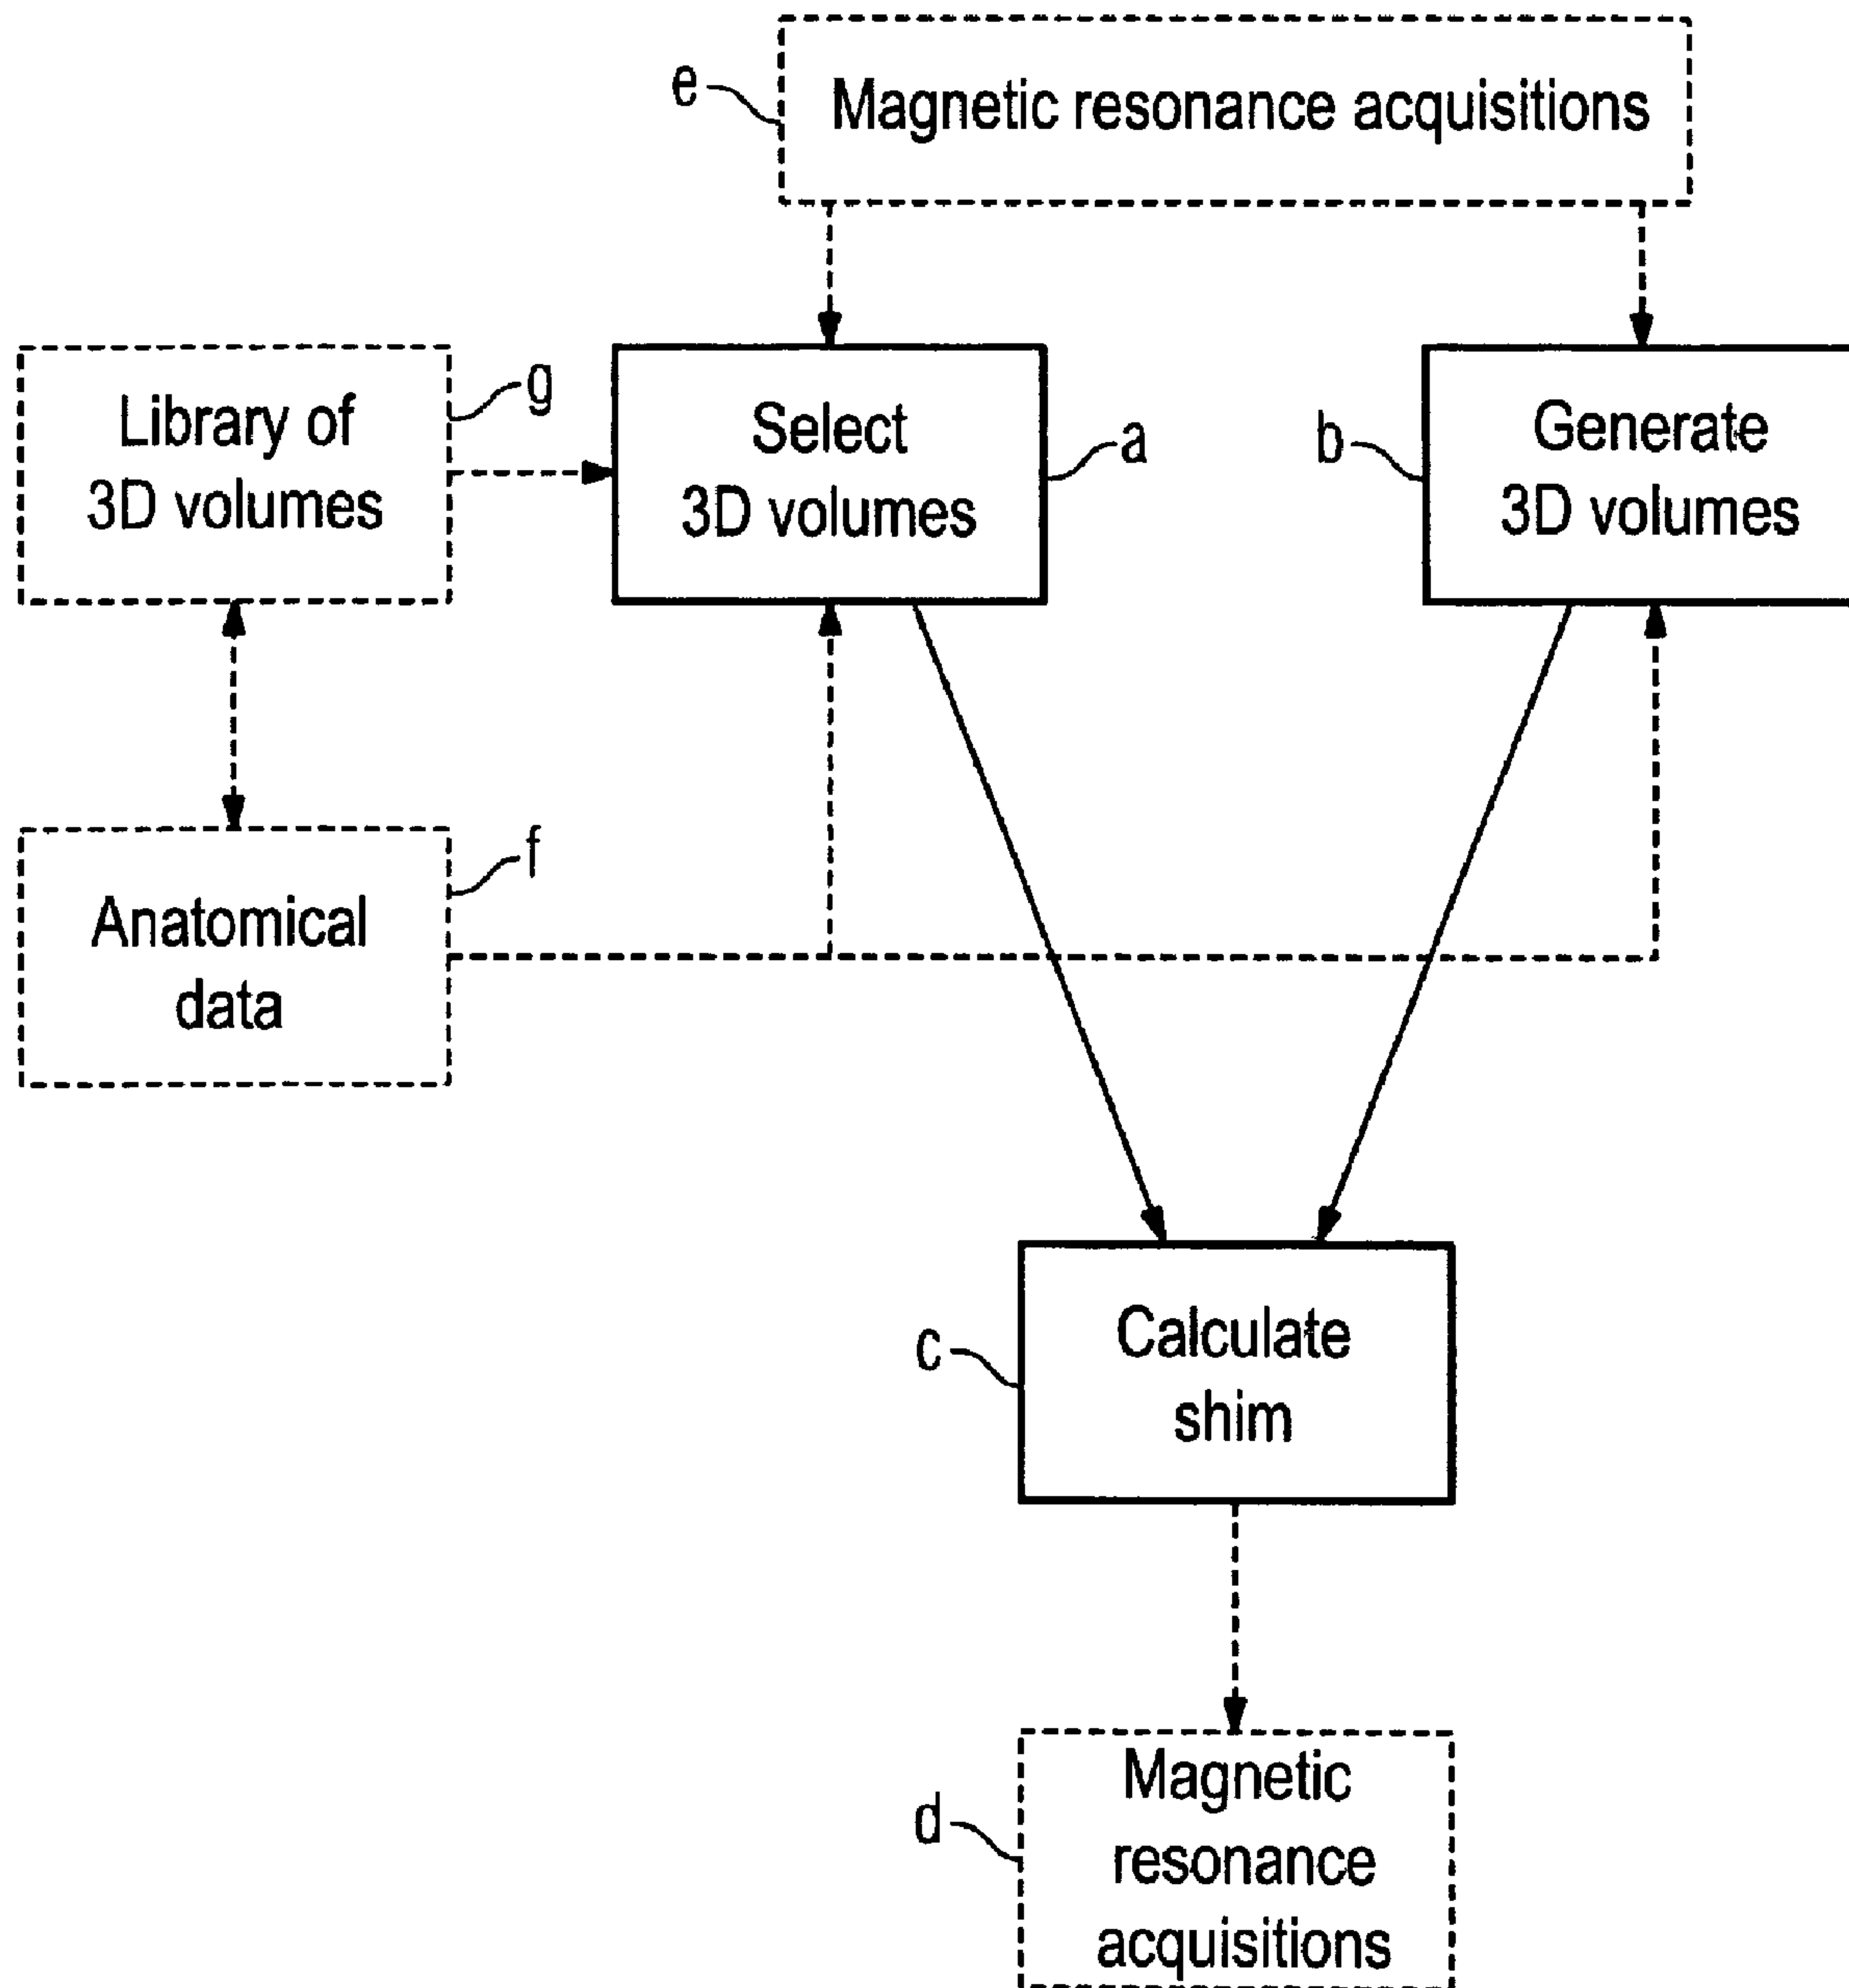 e
Magnetic resonance acquisitions
Library of
3D volumes
g
Select
3D volumes
a
b
Generate
3D volumes
f
Anatomical
data
c
Calculate
shim
d
Magnetic
resonance
acquisitions